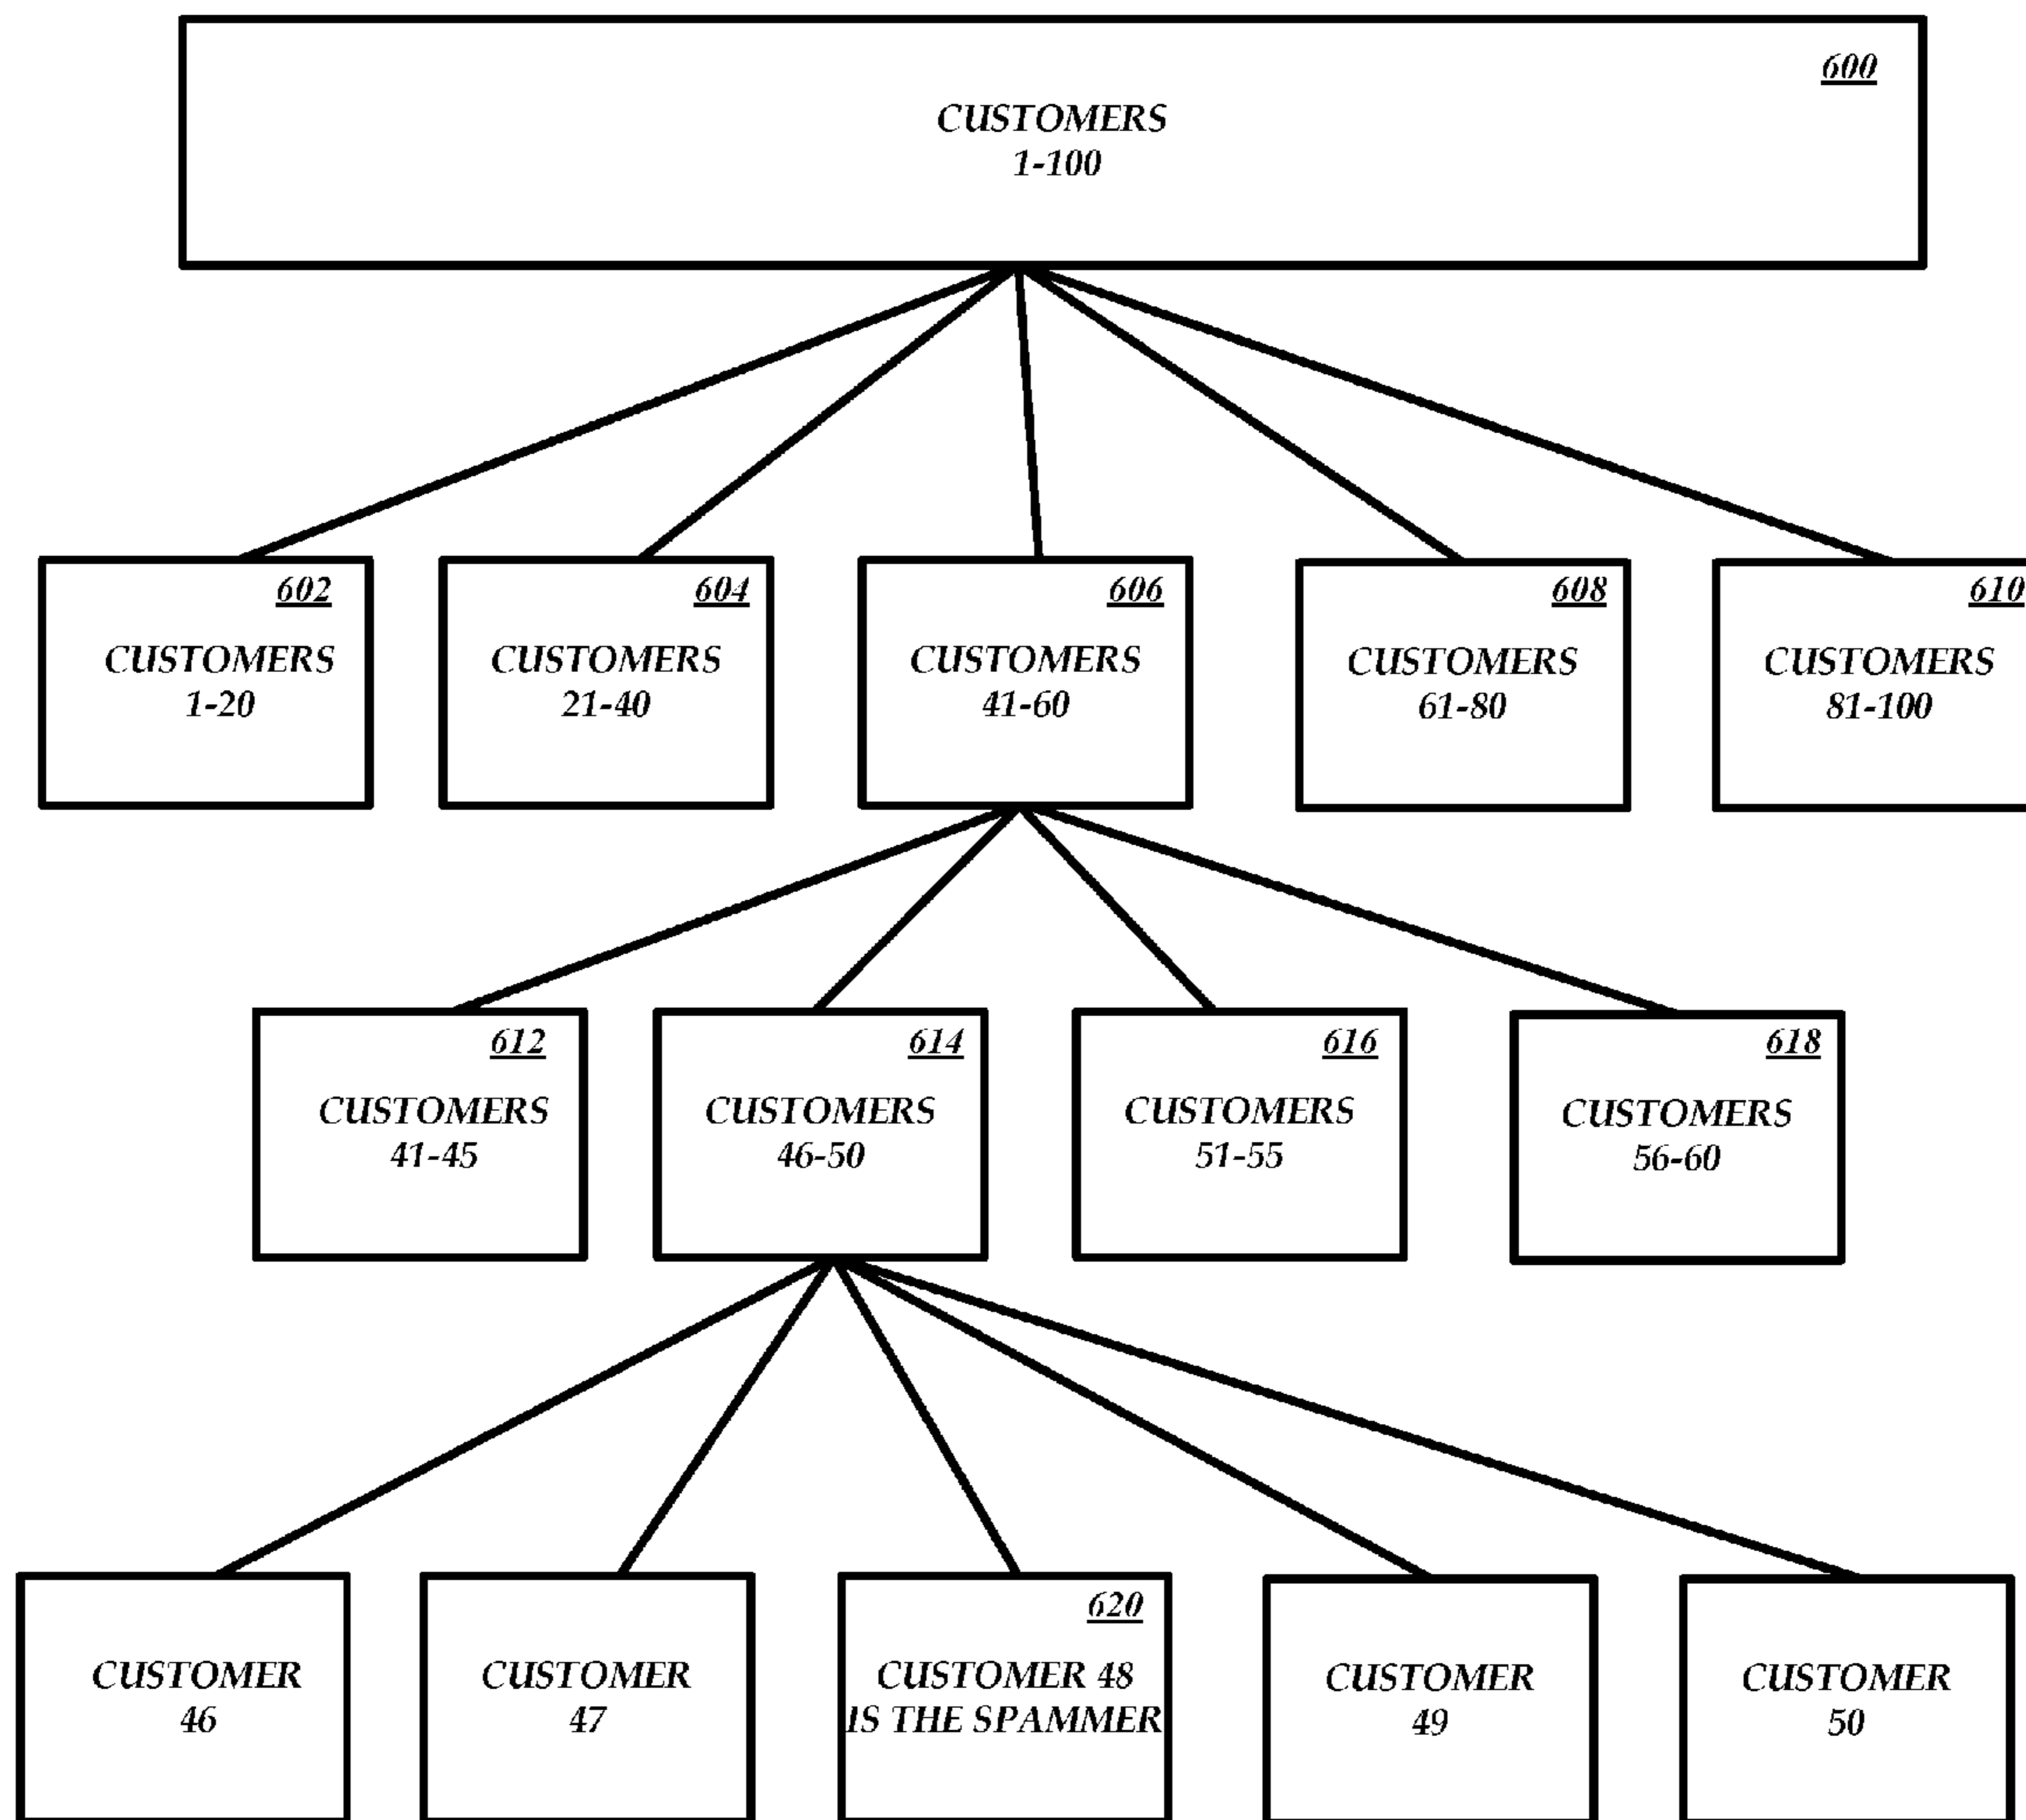 600
CUSTOMERS
1-100
602
CUSTOMERS
1-20
604
CUSTOMERS
21-40
606
CUSTOMERS
41-60
608
CUSTOMERS
61-80
610
CUSTOMERS
81-100
612
CUSTOMERS
41-45
614
CUSTOMERS
46-50
616
CUSTOMERS
51-55
618
CUSTOMERS
56-60
CUSTOMER
46
CUSTOMER
47
620
CUSTOMER 48
IS THE SPAMMER
CUSTOMER
49
CUSTOMER
50